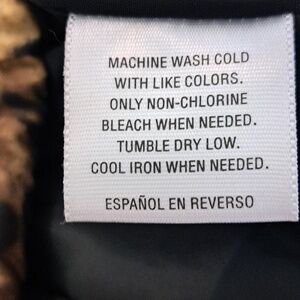 MACHINE WASH COLD
WITH LIKE COLORS.
ONLY NON-CHLORINE
BLEACH WHEN NEEDED.
TUMBLE DRY LOW.
COOL IRON WHEN NEEDED.
ESPAÑOL EN REVERSO